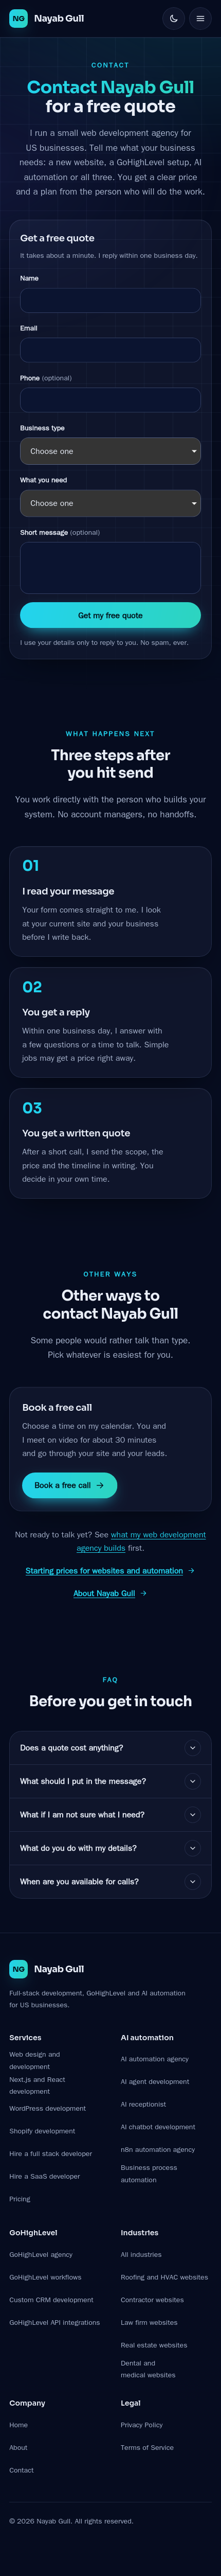 NG Nayab Gull
CONTACT
Contact Nayab Gull
for a free quote
I run a small web development agency for
US businesses. Tell me what your business
needs: a new website, a GoHighLevel setup, AI
automation or all three. You get a clear price
and a plan from the person who will do the work.
Get a free quote
It takes about a minute. I reply within one business day.
Name
Email
Phone (optional)
Business type
Choose one
What you need
Choose one
Short message (optional)
Get my free quote
I use your details only to reply to you. No spam, ever.
WHAT HAPPENS NEXT
Three steps after
you hit send
You work directly with the person who builds your
system. No account managers, no handoffs.
01
I read your message
Your form comes straight to me. I look
at your current site and your business
before I write back.
02
You get a reply
Within one business day, I answer with
a few questions or a time to talk. Simple
jobs may get a price right away.
03
You get a written quote
After a short call, I send the scope, the
price and the timeline in writing. You
decide in your own time.
OTHER WAYS
Other ways to
contact Nayab Gull
Some people would rather talk than type.
Pick whichever is easiest for you.
Book a free call
Choose a time on my calendar. You and
I meet on video for about 30 minutes
and go through your site and your leads.
Book a free call →
Not ready to talk yet? See what my web development
agency builds first.
Starting prices for websites and automation →
About Nayab Gull →
FAQ
Before you get in touch
Does a quote cost anything?
What should I put in the message?
What if I am not sure what I need?
What do you do with my details?
When are you available for calls?
NG Nayab Gull
Full-stack development, GoHighLevel and AI automation
for US businesses.
Services
Web design and
development
Next.js and React
development
WordPress development
Shopify development
Hire a full stack developer
Hire a SaaS developer
Pricing
AI automation
AI automation agency
AI agent development
AI receptionist
AI chatbot development
n8n automation agency
Business process
automation
GoHighLevel
GoHighLevel agency
GoHighLevel workflows
Custom CRM development
GoHighLevel API integrations
Industries
All industries
Roofing and HVAC websites
Contractor websites
Law firm websites
Real estate websites
Dental and
medical websites
Company
Home
About
Contact
Legal
Privacy Policy
Terms of Service
© 2026 Nayab Gull. All rights reserved.